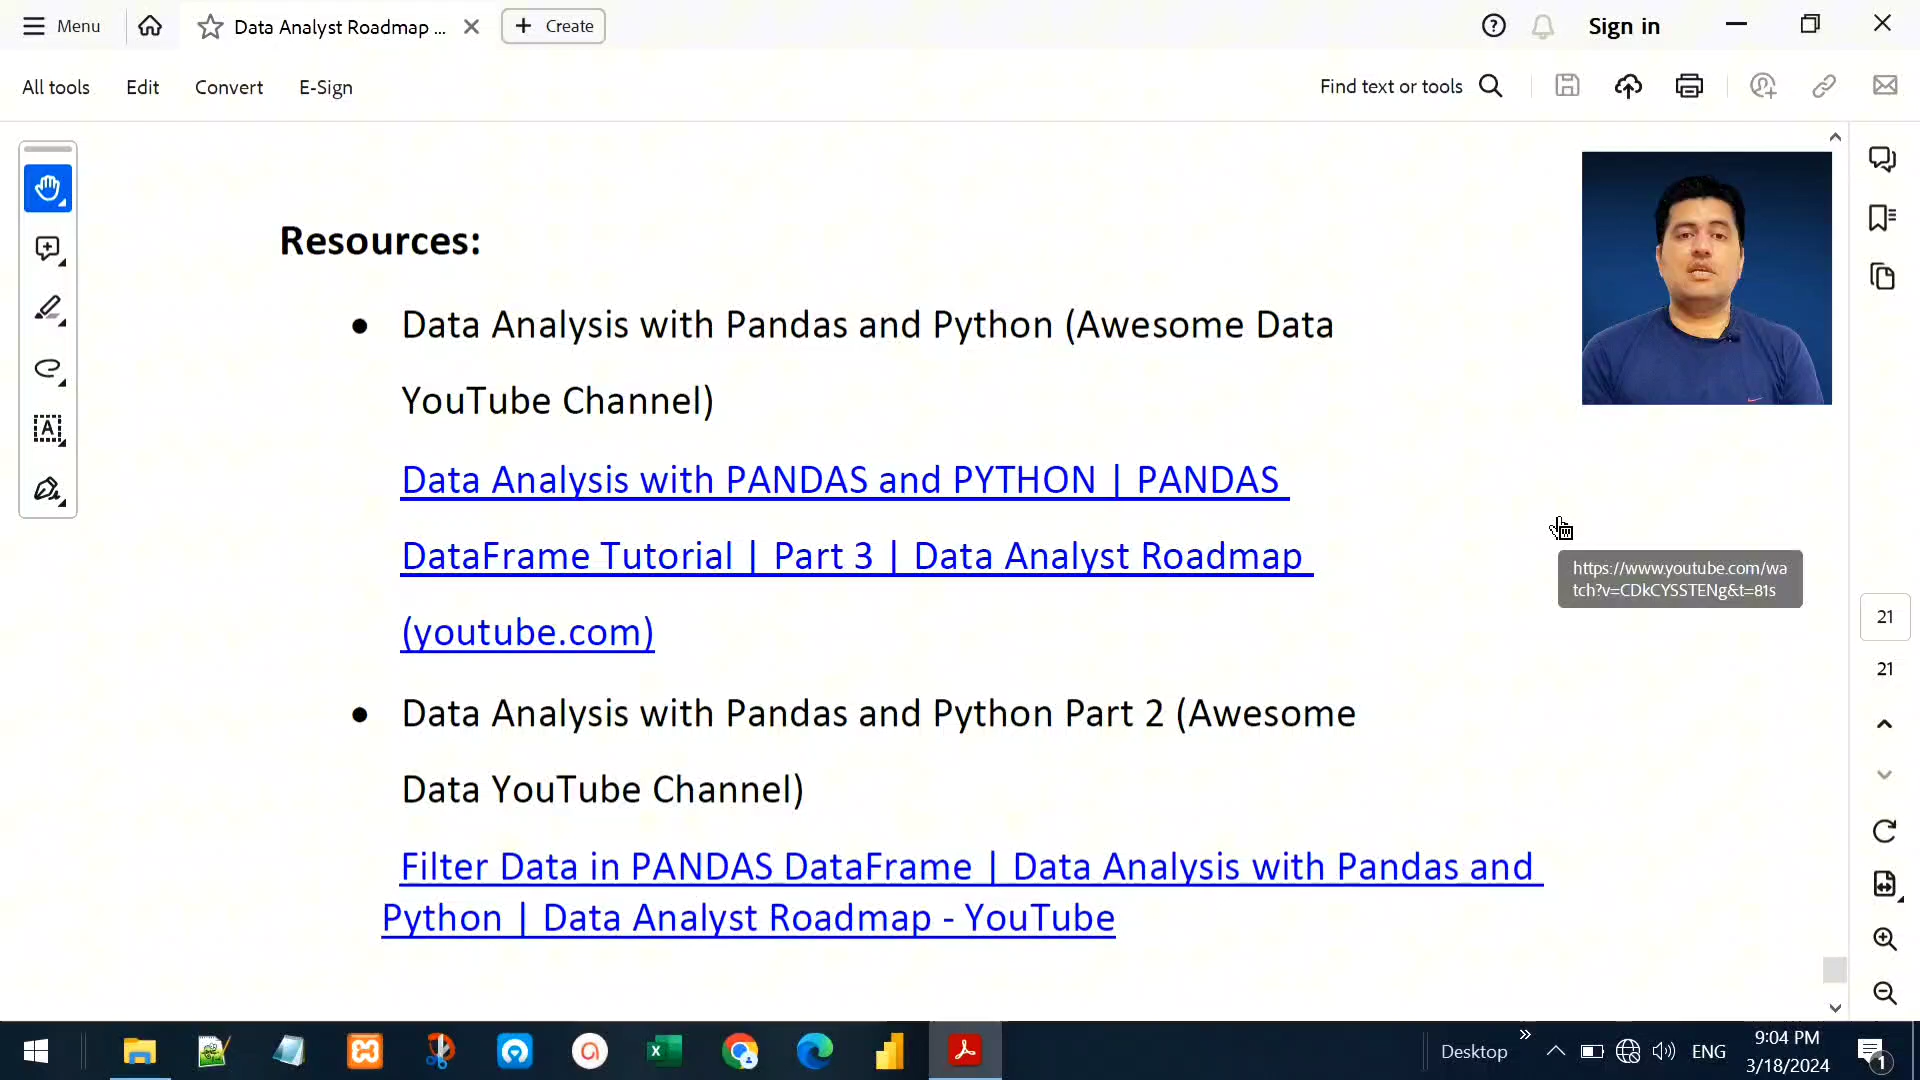 Menu
Data Analyst Roadmap ...
Create
Sign in
All tools
Edit
Convert
E-Sign
Find text or tools
Resources:
● Data Analysis with Pandas and Python (Awesome Data
YouTube Channel)
Data Analysis with PANDAS and PYTHON | PANDAS
DataFrame Tutorial | Part 3 | Data Analyst Roadmap
(youtube.com)
https://www.youtube.com/wa
tch?v=CDkCYSSTENg&t=81s
21
21
● Data Analysis with Pandas and Python Part 2 (Awesome
Data YouTube Channel)
Filter Data in PANDAS DataFrame | Data Analysis with Pandas and
Python | Data Analyst Roadmap - YouTube
Desktop
ENG
9:04 PM
3/18/2024
1